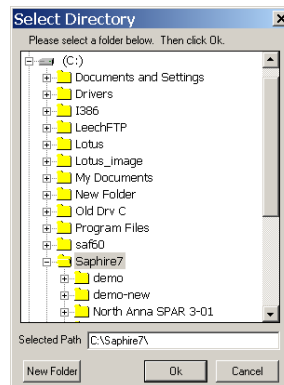 Select Directory
Please select a folder below. Then click Ok.
(C:)
Documents and Settings
Drivers
I386
LeechFTP
Lotus
Lotus_image
My Documents
New Folder
Old Drv C
Program Files
saf60
Saphire7
demo
demo-new
North Anna SPAR 3-01
Selected Path C:\Saphire7\
New Folder Ok Cancel